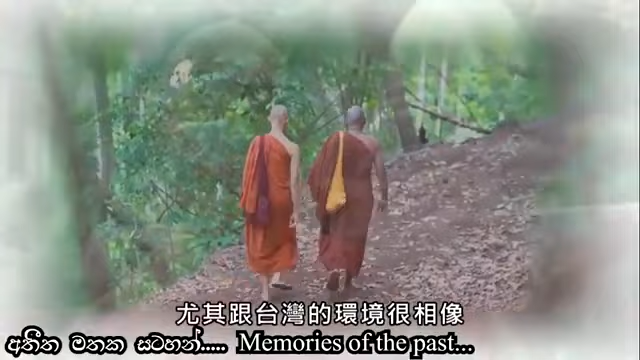 尤其跟台灣的環境很相像
අතීත මතක සටහන්..... Memories of the past...